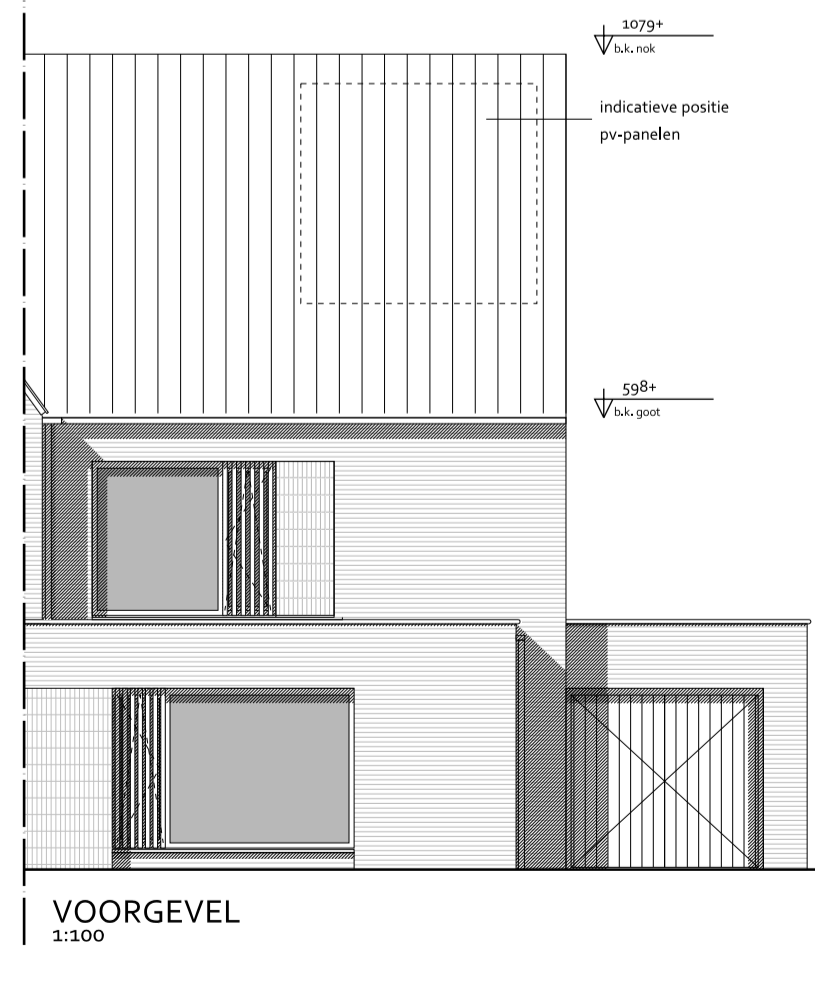 1079+
b.k. nok
indicatieve positie
pv-panelen
598+
b.k. goot
VOORGEVEL
1:100